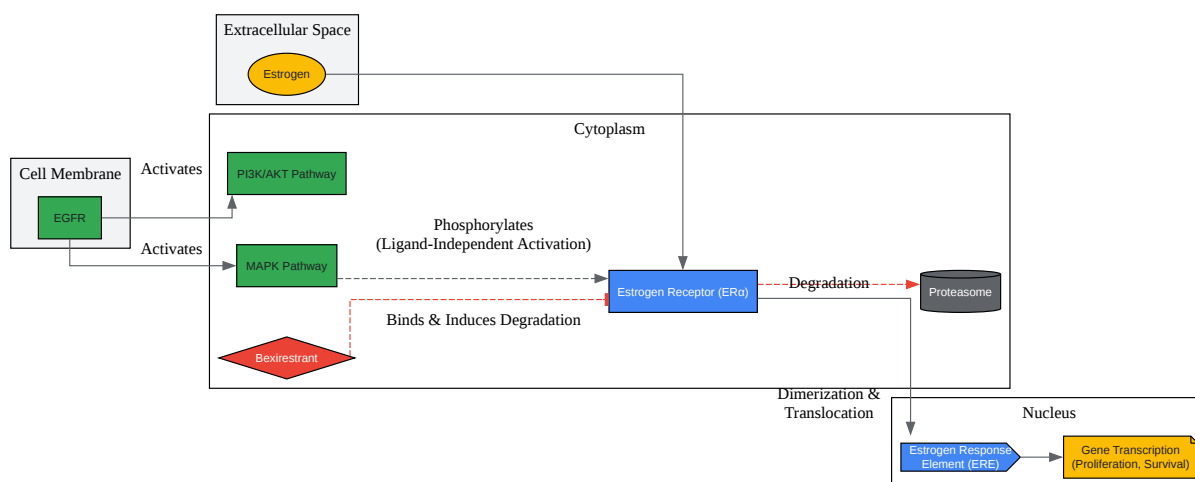 Extracellular Space
Estrogen
Cytoplasm
Cell Membrane
EGFR
Activates
Activates
PI3K/AKT Pathway
MAPK Pathway
Phosphorylates
(Ligand-Independent Activation)
Estrogen Receptor (ERα)
Degradation
Proteasome
Binds & Induces Degradation
Bexirestrant
Dimerization &
Translocation
Nucleus
Estrogen Response
Element (ERE)
Gene Transcription
(Proliferation, Survival)